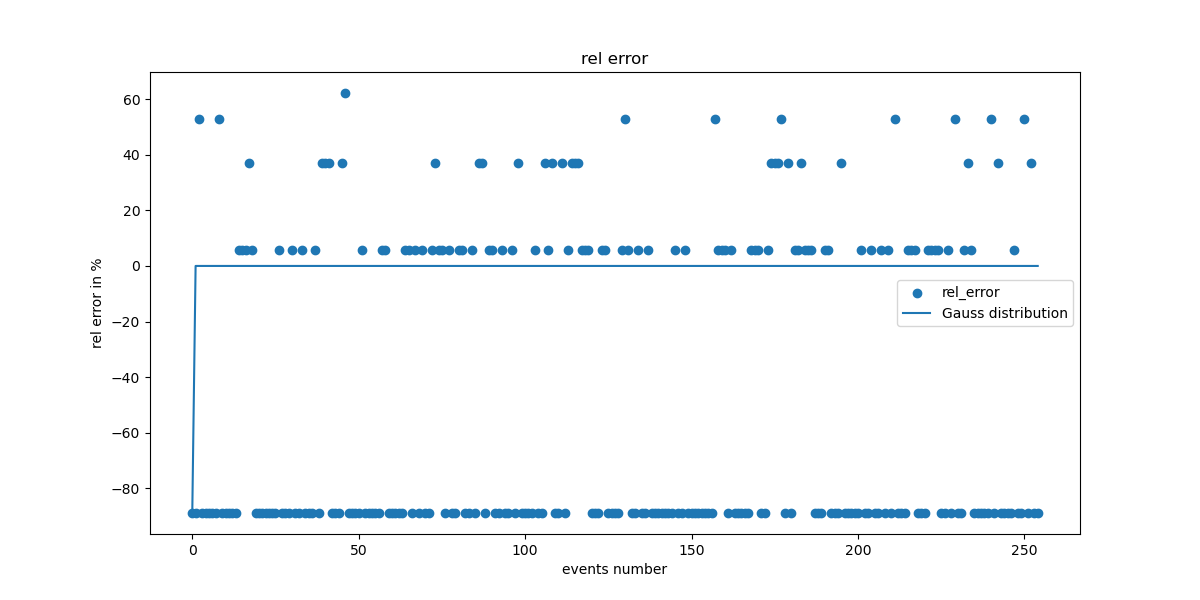 rel error
60
40
20
0
−20
−40
−60
−80
rel error in %
rel_error
Gauss distribution
0
50
100
150
200
250
events number